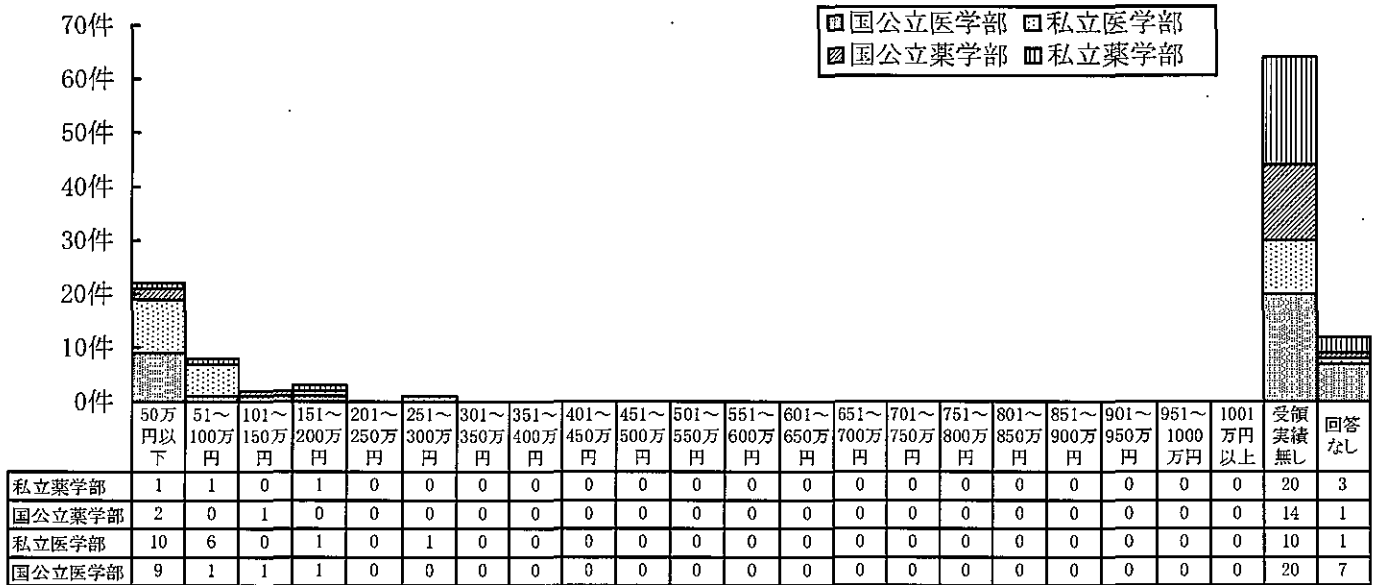 国公立医学部 私立医学部
国公立薬学部 私立薬学部
70件
60件
50件
40件
30件
20件
10件
0件
50万 51～ 101～ 151～ 201～ 251～ 301～ 351～ 401～ 451～ 501～ 551～ 601～ 651～ 701～ 751～ 801～ 851～ 901～ 951～ 1001 受領 回答
円以 100万 150万 200万 250万 300万 350万 400万 450万 500万 550万 600万 650万 700万 750万 800万 850万 900万 950万 1000 万円 実績 なし
下 円 円 円 円 円 円 円 円 円 円 円 円 円 円 円 円 円 円 万円 以上 無し
私立薬学部 1 1 0 1 0 0 0 0 0 0 0 0 0 0 0 0 0 0 0 0 0 20 3
国公立薬学部 2 0 1 0 0 0 0 0 0 0 0 0 0 0 0 0 0 0 0 0 0 14 1
私立医学部 10 6 0 1 0 1 0 0 0 0 0 0 0 0 0 0 0 0 0 0 0 10 1
国公立医学部 9 1 1 1 0 0 0 0 0 0 0 0 0 0 0 0 0 0 0 0 0 20 7